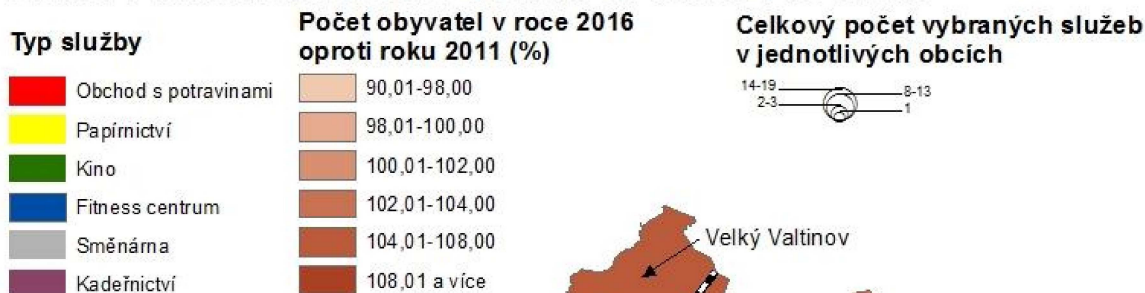 Typ služby
Obchod s potravinami
Papírnictví
Kino
Fitness centrum
Směnárna
Kadeřnictví
Počet obyvatel v roce 2016
oproti roku 2011 (%)
90,01-98,00
98,01-100,00
100,01-102,00
102,01-104,00
104,01-108,00
108,01 a více
Celkový počet vybraných služeb
v jednotlivých obcích
14-19
8-13
2-3
1
Velký Valtinov